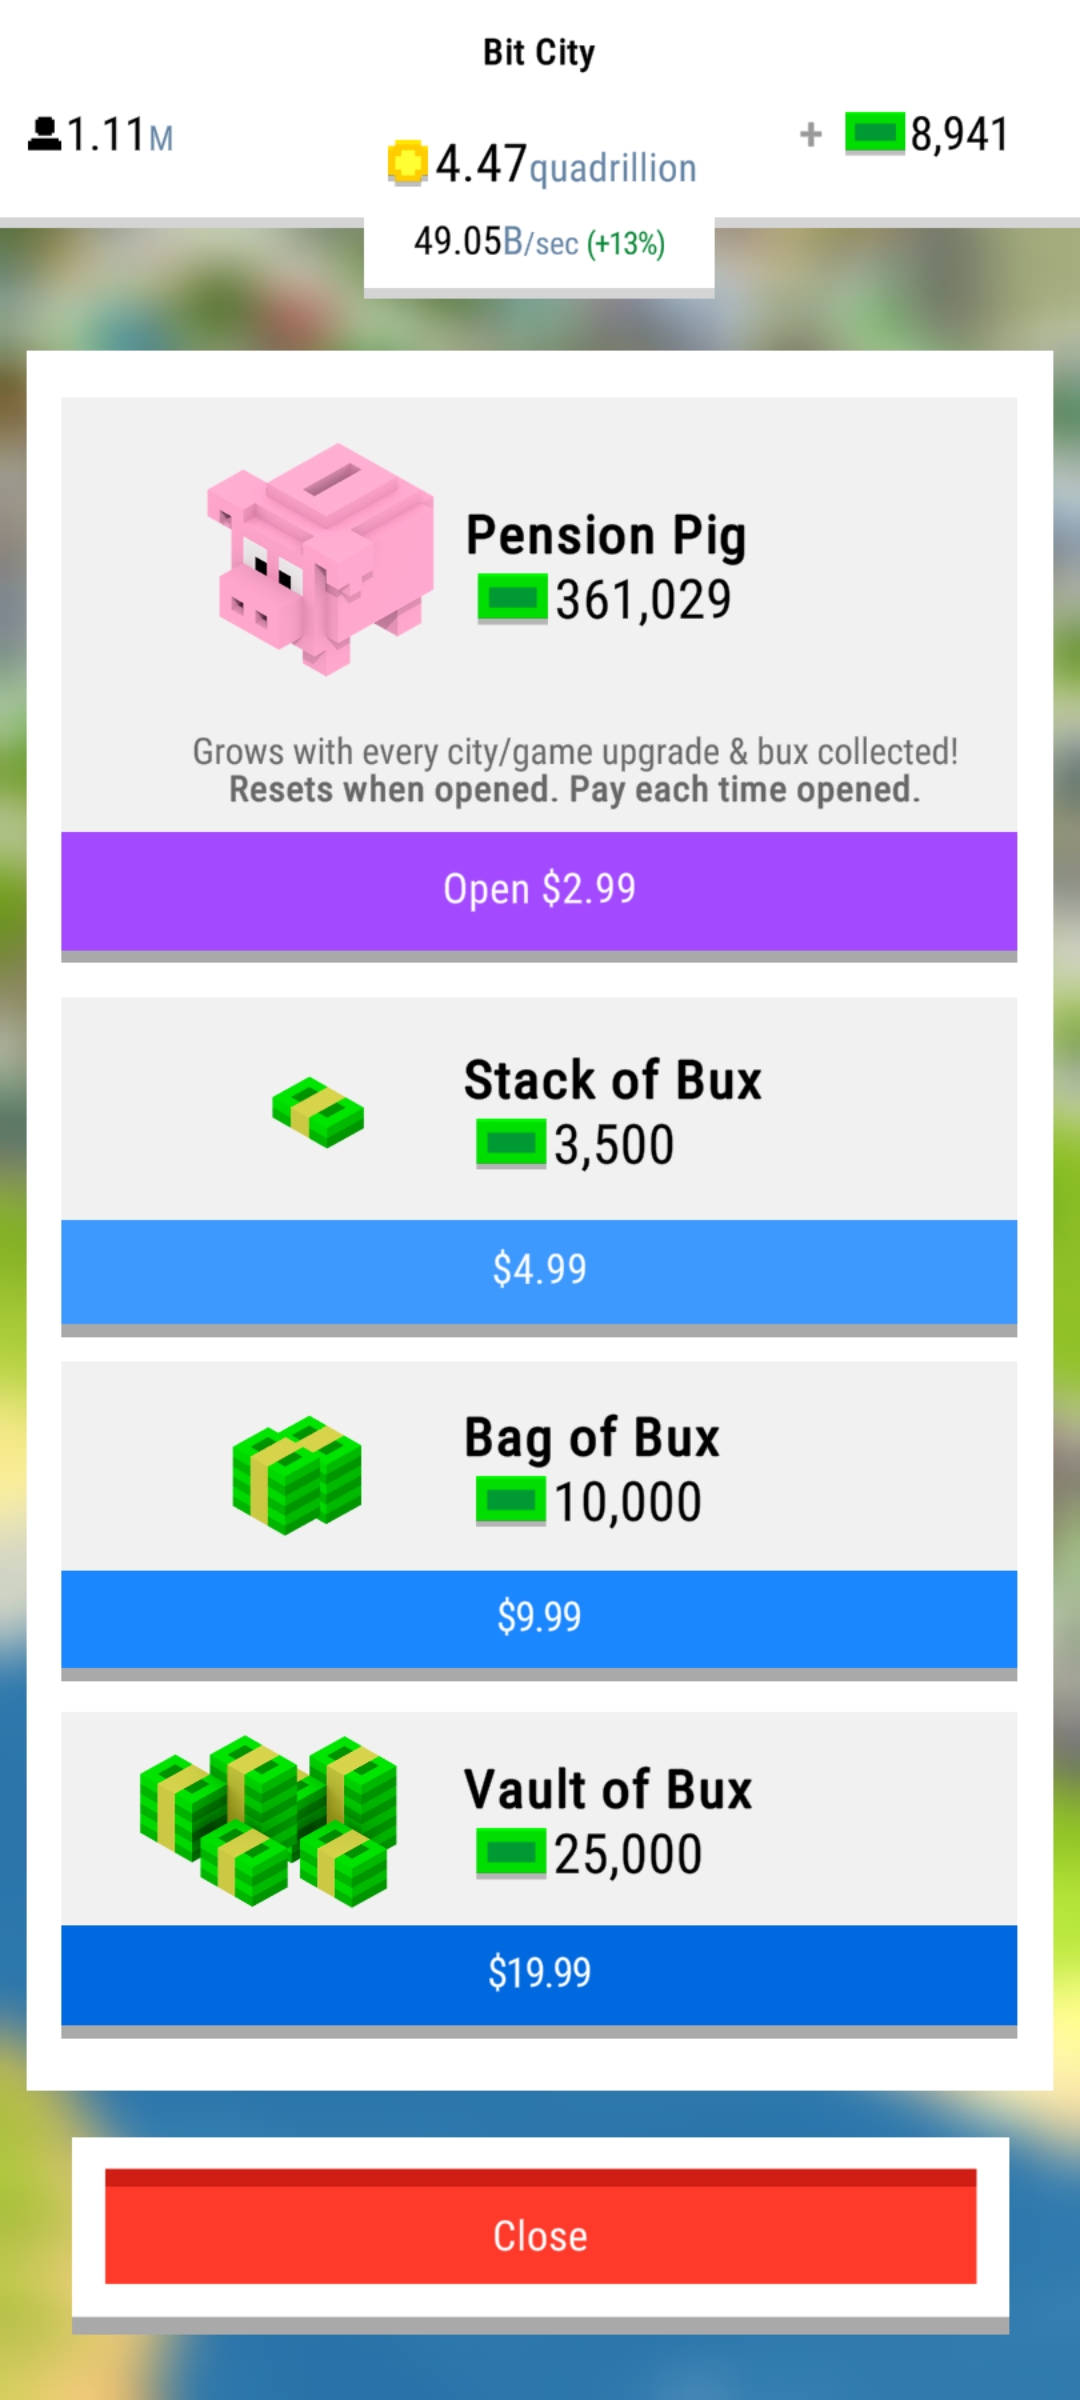 Bit City
1.11M
4.47quadrillion
+ 8,941
49.05B/sec (+13%)
Pension Pig
361,029
Grows with every city/game upgrade & bux collected!
Resets when opened. Pay each time opened.
Open $2.99
Stack of Bux
3,500
$4.99
Bag of Bux
10,000
$9.99
Vault of Bux
25,000
$19.99
Close